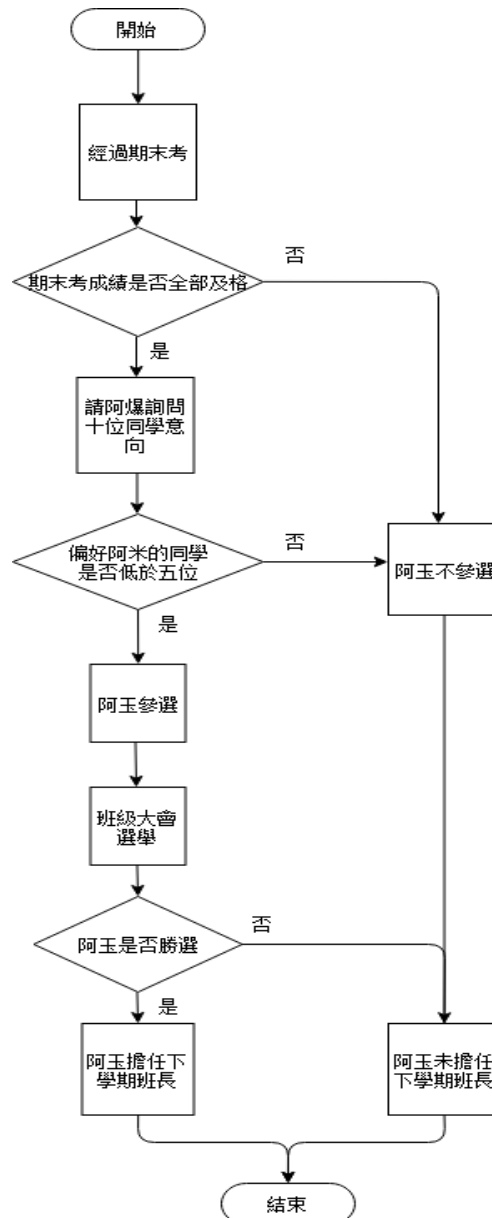 開始
經過期末考
期末考成績是否全部及格
否
是
請阿爆詢問
十位同學意
向
偏好阿米的同學
是否低於五位
否
阿玉不參選
是
阿玉參選
班級大會
選舉
阿玉是否勝選
否
是
阿玉擔任下
學期班長
阿玉未擔任
下學期班長
結束